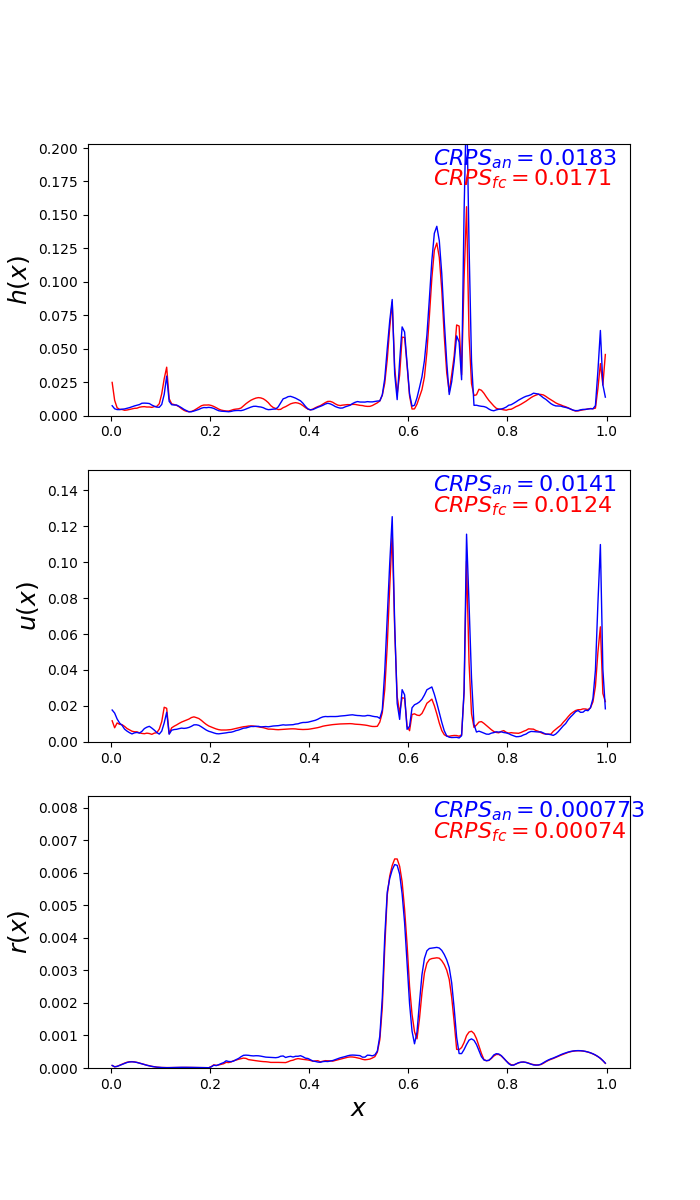 0.200
0.175
0.150
0.125
0.100
0.075
0.050
0.025
0.000
h(x)
CRPS_an = 0.0183
CRPS_fc = 0.0171
0.0 0.2 0.4 0.6 0.8 1.0
0.14
0.12
0.10
0.08
0.06
0.04
0.02
0.00
u(x)
CRPS_an = 0.0141
CRPS_fc = 0.0124
0.0 0.2 0.4 0.6 0.8 1.0
0.008
0.007
0.006
0.005
0.004
0.003
0.002
0.001
0.000
r(x)
CRPS_an = 0.000773
CRPS_fc = 0.00074
0.0 0.2 0.4 0.6 0.8 1.0
x